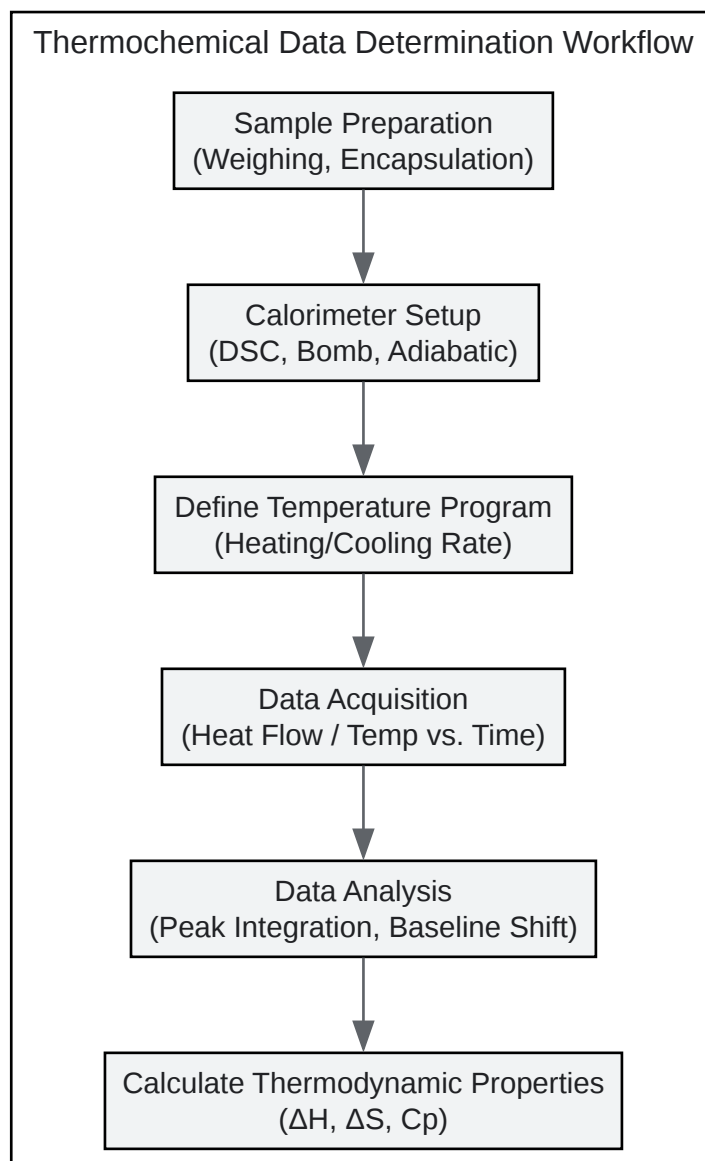 Thermochemical Data Determination Workflow
Sample Preparation
(Weighing, Encapsulation)
Calorimeter Setup
(DSC, Bomb, Adiabatic)
Define Temperature Program
(Heating/Cooling Rate)
Data Acquisition
(Heat Flow / Temp vs. Time)
Data Analysis
(Peak Integration, Baseline Shift)
Calculate Thermodynamic Properties
(ΔH, ΔS, Cp)